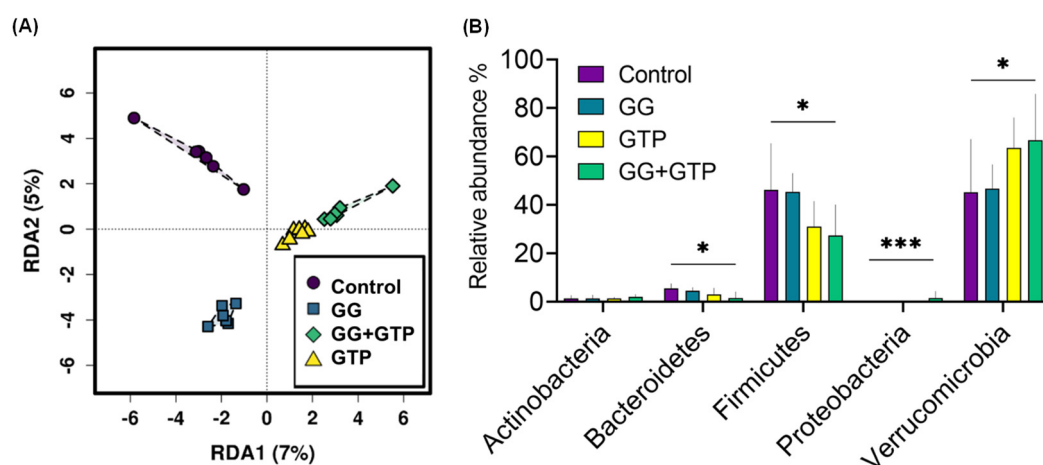 (A)
6
4
2
0
-2
-4
-6
RDA2 (5%)
Control
GG
GG+GTP
GTP
-6
-4
-2
0
2
4
6
RDA1 (7%)
(B)
100
80
60
40
20
0
Relative abundance %
Control
GG
GTP
GG+GTP
*
*
***
*
Actinobacteria
Bacteroidetes
Firmicutes
Proteobacteria
Verrucomicrobia